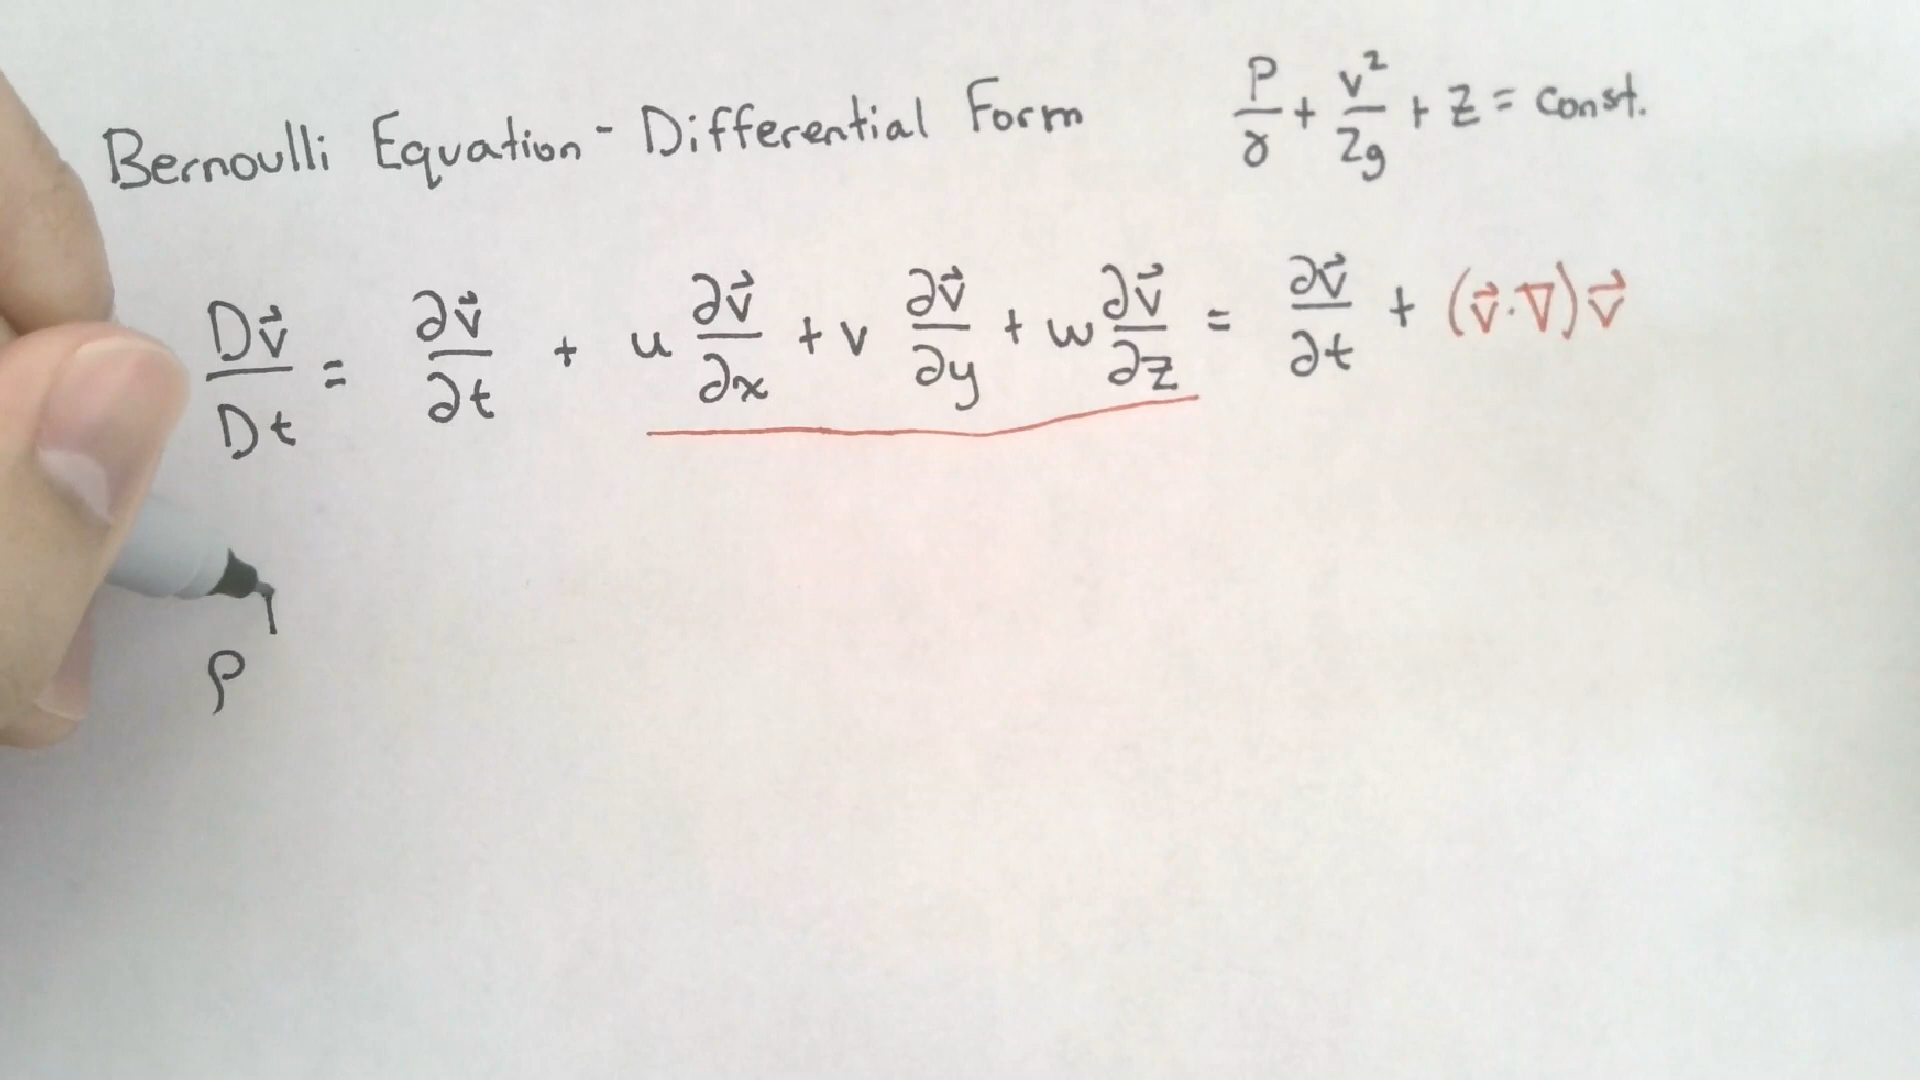 Bernoulli Equation - Differential Form P/γ + v²/2g + z = const.
Dv⃗/Dt = ∂v⃗/∂t + u ∂v⃗/∂x + v ∂v⃗/∂y + w ∂v⃗/∂z = ∂v⃗/∂t + (v⃗·∇)v⃗
ρ